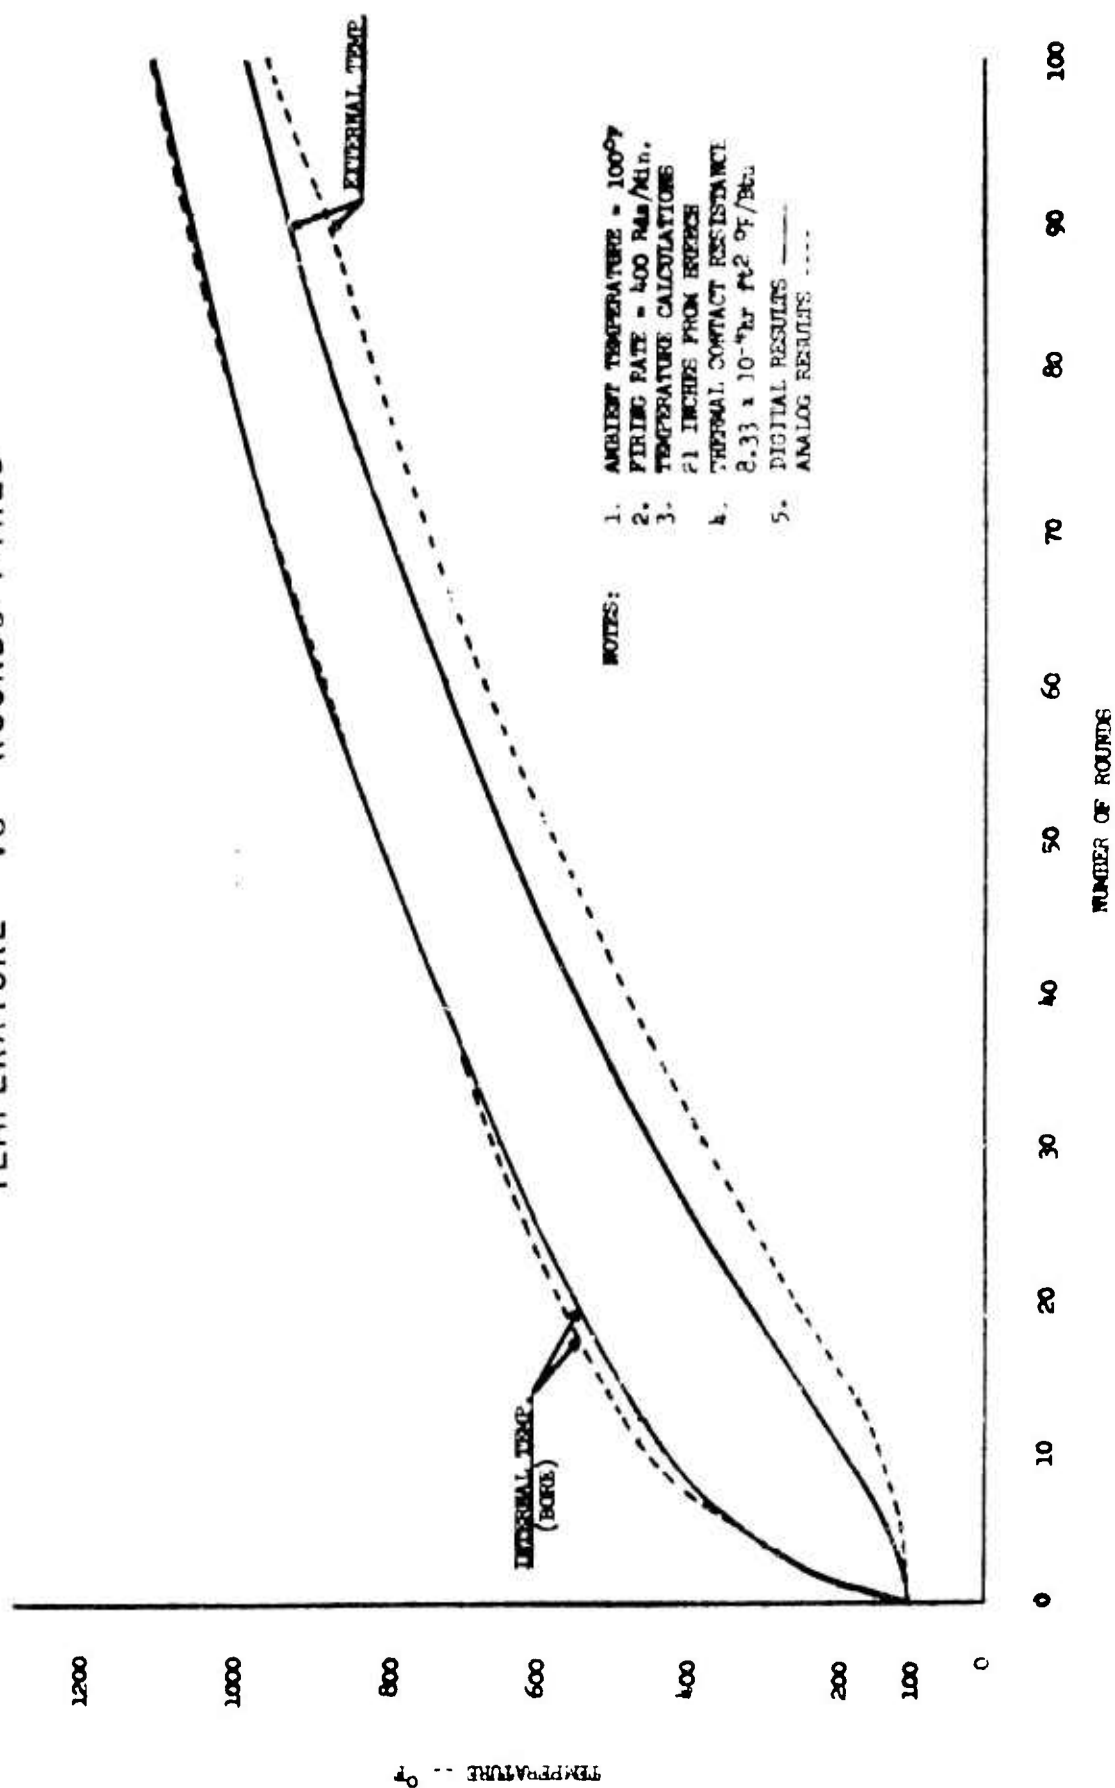 TEMPERATURE VS ROUNDS FIRED
TEMPERATURE -- °F
1200
1000
800
600
400
200
100
0
INTERNAL TEMP.
(BORE)
EXTERNAL TEMP
NOTES:
1. AMBIENT TEMPERATURE = 100°F
2. FIRING RATE = 400 Rds/Min.
3. TEMPERATURE CALCULATIONS
21 INCHES FROM BREECH
4. THERMAL CONTACT RESISTANCE
2.33 x 10-4hr ft2 °F/Btu
5. DIGITAL RESULTS ———
ANALOG RESULTS ----
0 10 20 30 40 50 60 70 80 90 100
NUMBER OF ROUNDS